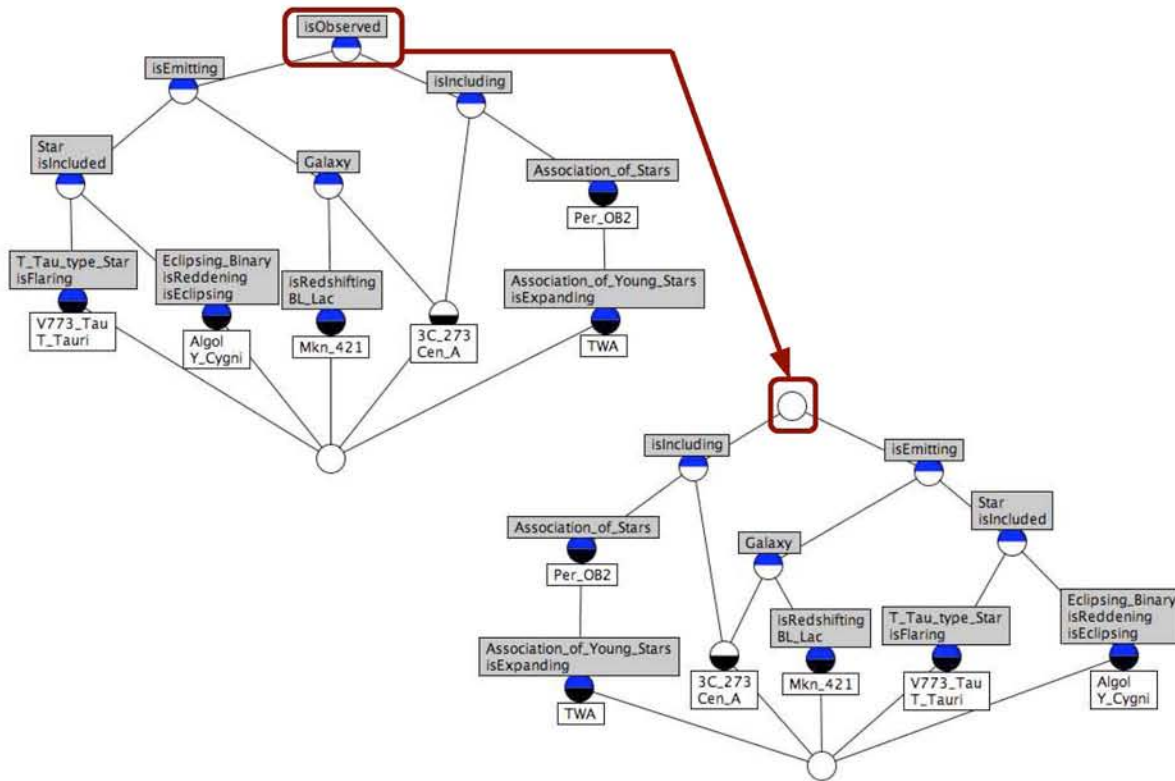 isObserved
isEmitting
isIncluding
Star
isIncluded
Galaxy
Association_of_Stars
Per_OB2
T_Tau_type_Star
isFlaring
V773_Tau
T_Tauri
Eclipsing_Binary
isReddening
isEclipsing
Algol
Y_Cygni
isRedshifting
BL_Lac
Mkn_421
3C_273
Cen_A
Association_of_Young_Stars
isExpanding
TWA
isIncluding
isEmitting
Association_of_Stars
Per_OB2
Galaxy
Star
isIncluded
Association_of_Young_Stars
isExpanding
TWA
3C_273
Cen_A
isRedshifting
BL_Lac
Mkn_421
T_Tau_type_Star
isFlaring
V773_Tau
T_Tauri
Eclipsing_Binary
isReddening
isEclipsing
Algol
Y_Cygni